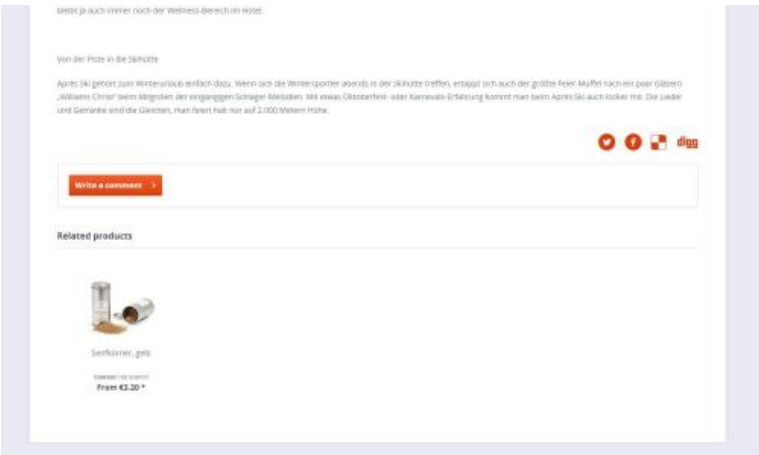 bleibt ja auch immer noch der Wellness-Bereich im Hotel.
Von der Piste in die Skihütte
Après Ski gehört zum Winterurlaub einfach dazu. Wenn sich die Wintersportler abends in der Skihütte treffen, ertappt sich auch der größte Feier-Muffel nach ein paar Gläsern
„Williams Christ“ beim Mitgrölen der eingängigen Schlager-Melodien. Mit etwas Oktoberfest- oder Karnevals-Erfahrung kommt man beim Après Ski auch locker mit. Die Lieder
und Getränke sind die Gleichen, man feiert halt nur auf 2.000 Metern Höhe.
digg
Write a comment
Related products
Senfkörner, gelb
From €3.20 *